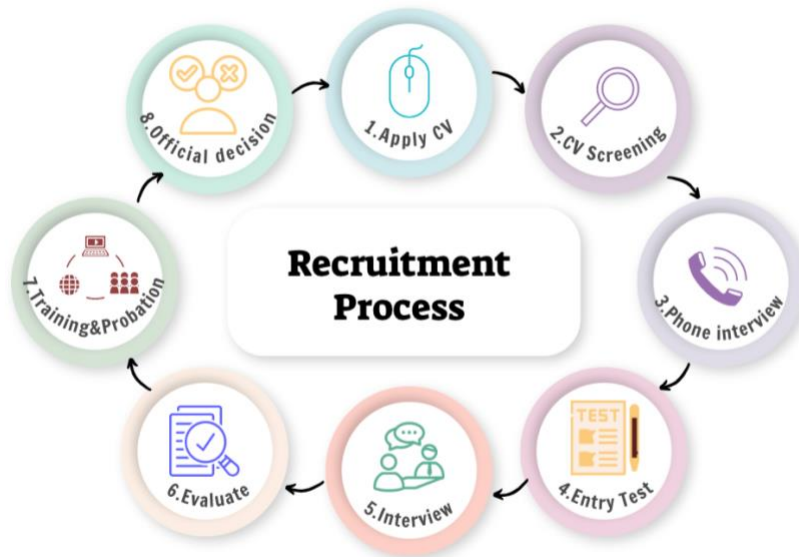 Recruitment
Process
1.Apply CV
2.CV Screening
3.Phone interview
TEST
4.Entry Test
5.Interview
6.Evaluate
7.Training&Probation
8.Official decision